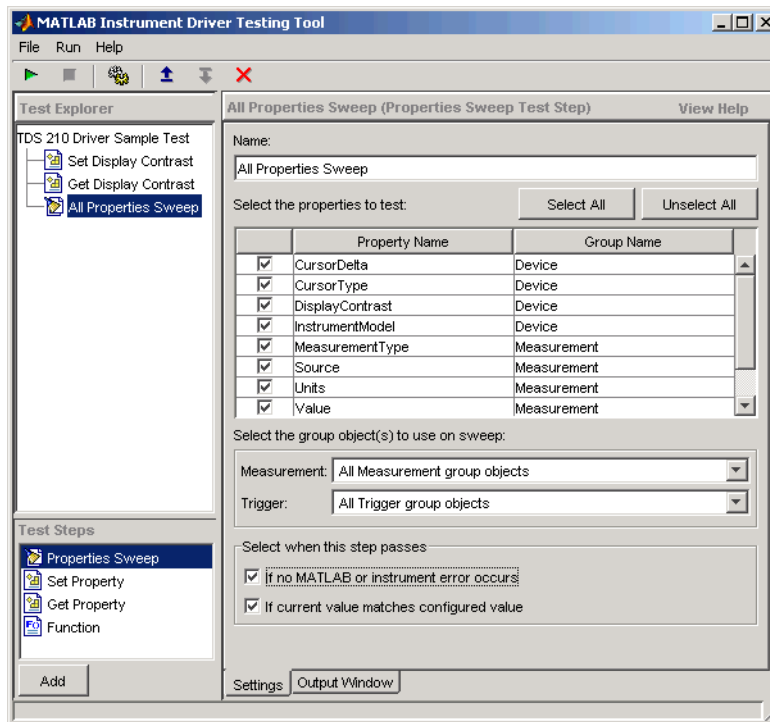 MATLAB Instrument Driver Testing Tool
File Run Help
Test Explorer
TDS 210 Driver Sample Test
Set Display Contrast
Get Display Contrast
All Properties Sweep
Test Steps
Properties Sweep
Set Property
Get Property
Function
Add
All Properties Sweep (Properties Sweep Test Step) View Help
Name:
All Properties Sweep
Select the properties to test: Select All Unselect All
Property Name Group Name
CursorDelta Device
CursorType Device
DisplayContrast Device
InstrumentModel Device
MeasurementType Measurement
Source Measurement
Units Measurement
Value Measurement
Select the group object(s) to use on sweep:
Measurement: All Measurement group objects
Trigger: All Trigger group objects
Select when this step passes
If no MATLAB or instrument error occurs
If current value matches configured value
Settings Output Window